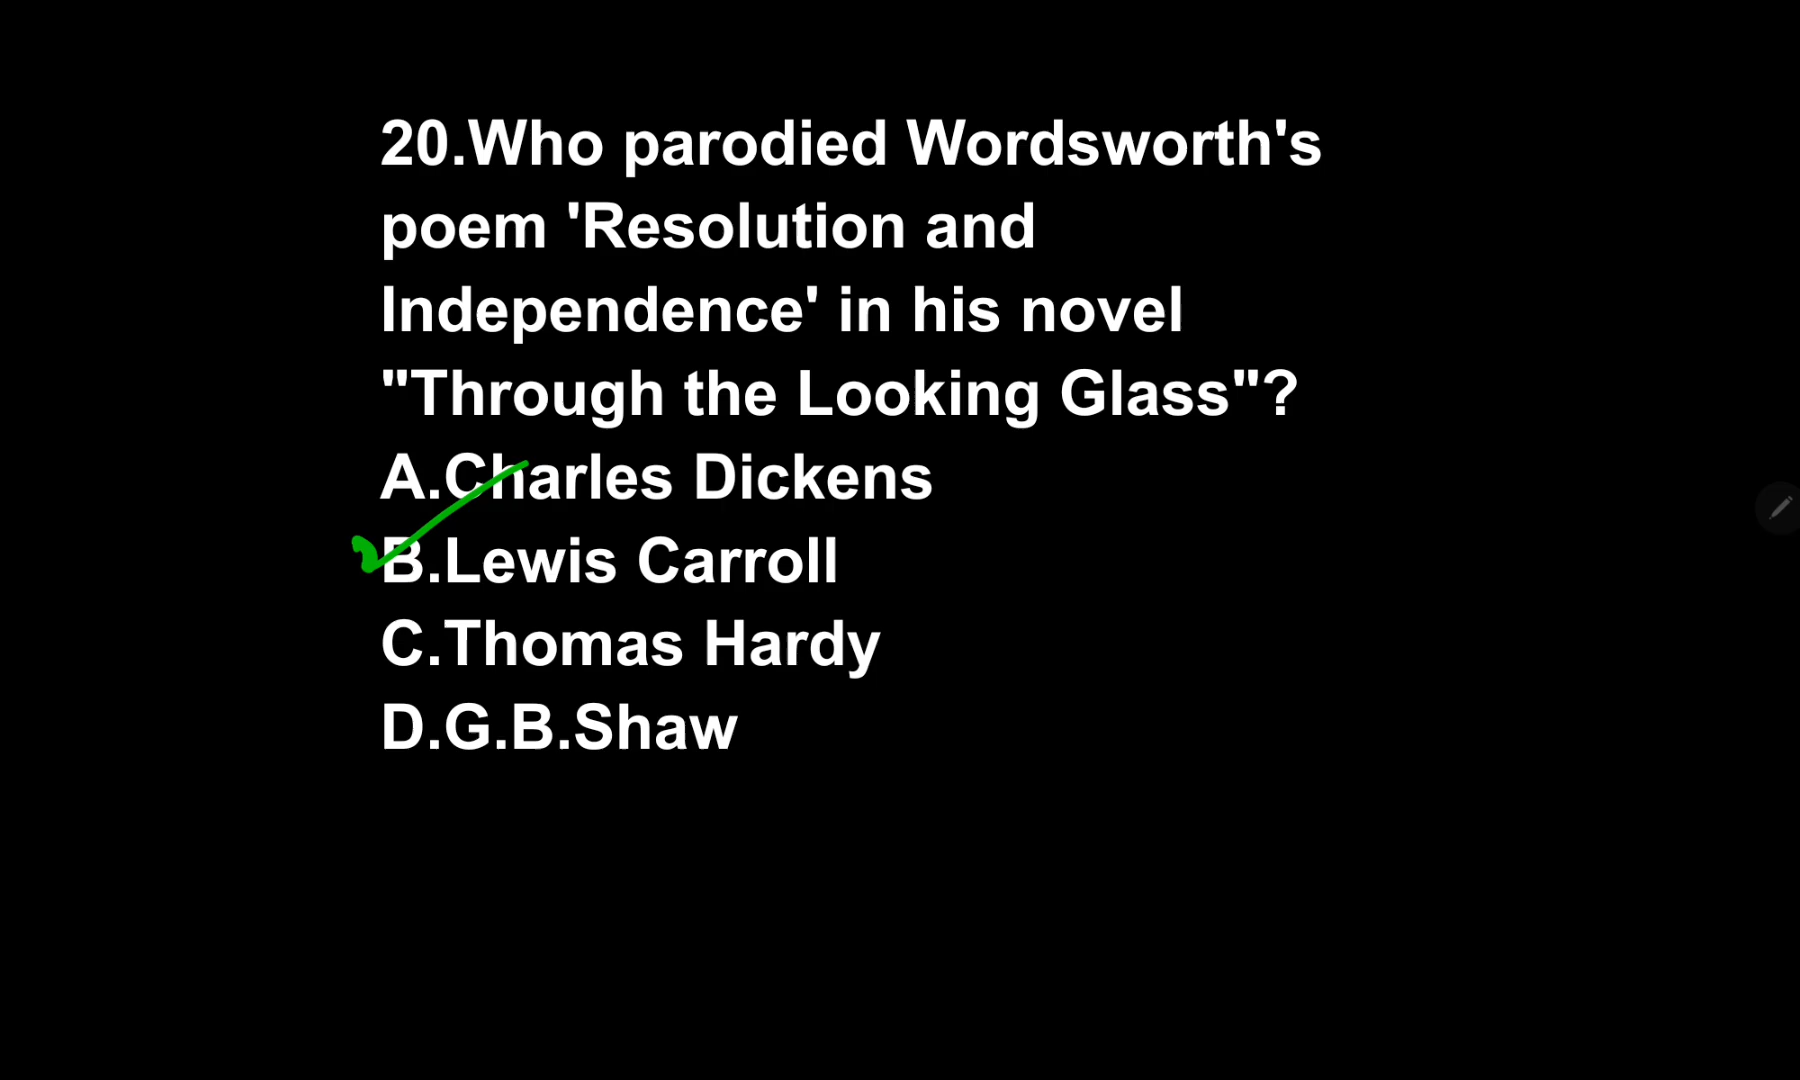 20.Who parodied Wordsworth's
poem 'Resolution and
Independence' in his novel
"Through the Looking Glass"?
A.Charles Dickens
B.Lewis Carroll
C.Thomas Hardy
D.G.B.Shaw